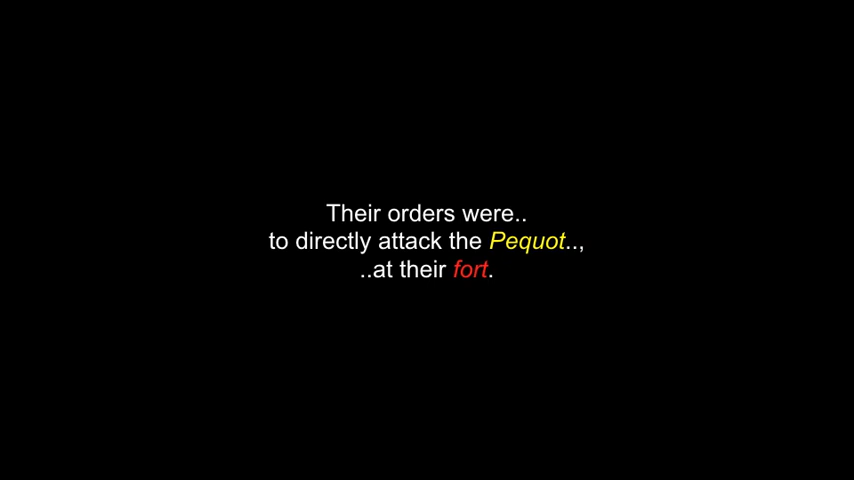 Their orders were..
to directly attack the Pequot..,
..at their fort.